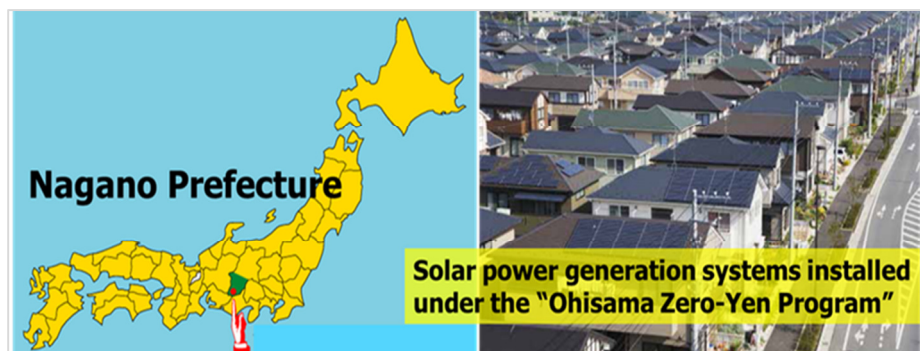 Nagano Prefecture
Solar power generation systems installed
under the “Ohisama Zero-Yen Program”